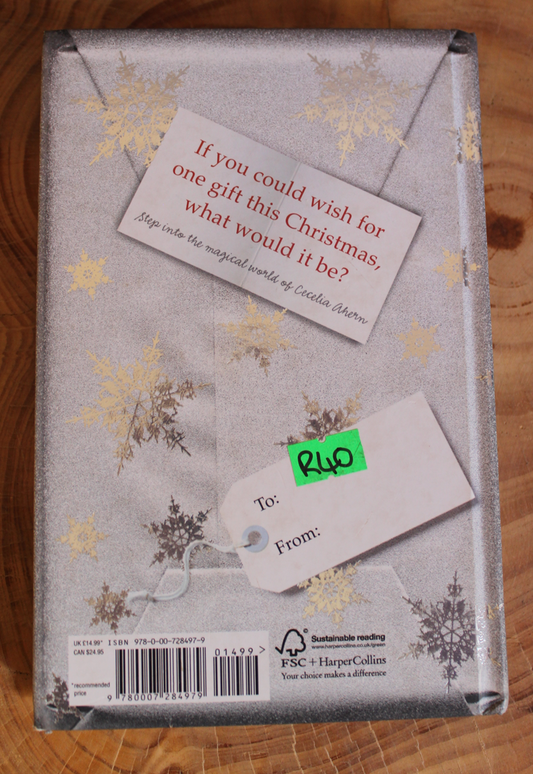 If you could wish for
one gift this Christmas,
what would it be?
Step into the magical world of Cecelia Ahern
R40
To:
From:
UK £14.99* ISBN 978-0-00-728497-9
CAN $24.95
01499 >
*recommended
price
9 780007 284979
Sustainable reading
www.harpercollins.co.uk/green
FSC + HarperCollins
Your choice makes a difference